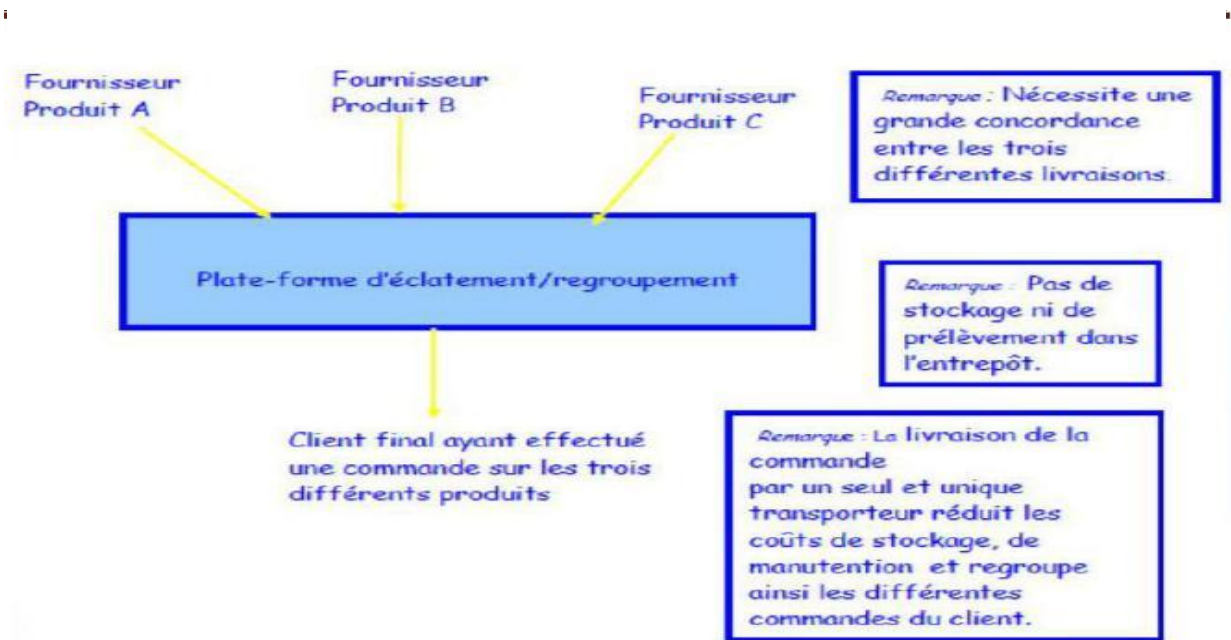 Fournisseur
Produit A
Fournisseur
Produit B
Fournisseur
Produit C
Remarque : Nécessite une
grande concordance
entre les trois
différentes livraisons.
Plate-forme d'éclatement/regroupement
Remarque : Pas de
stockage ni de
prélèvement dans
l'entrepôt.
Client final ayant effectué
une commande sur les trois
différents produits
Remarque : La livraison de la
commande
par un seul et unique
transporteur réduit les
coûts de stockage, de
manutention et regroupe
ainsi les différentes
commandes du client.